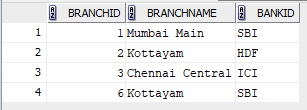 BRANCHID BRANCHNAME BANKID
1 1 Mumbai Main SBI
2 2 Kottayam HDF
3 3 Chennai Central ICI
4 6 Kottayam SBI